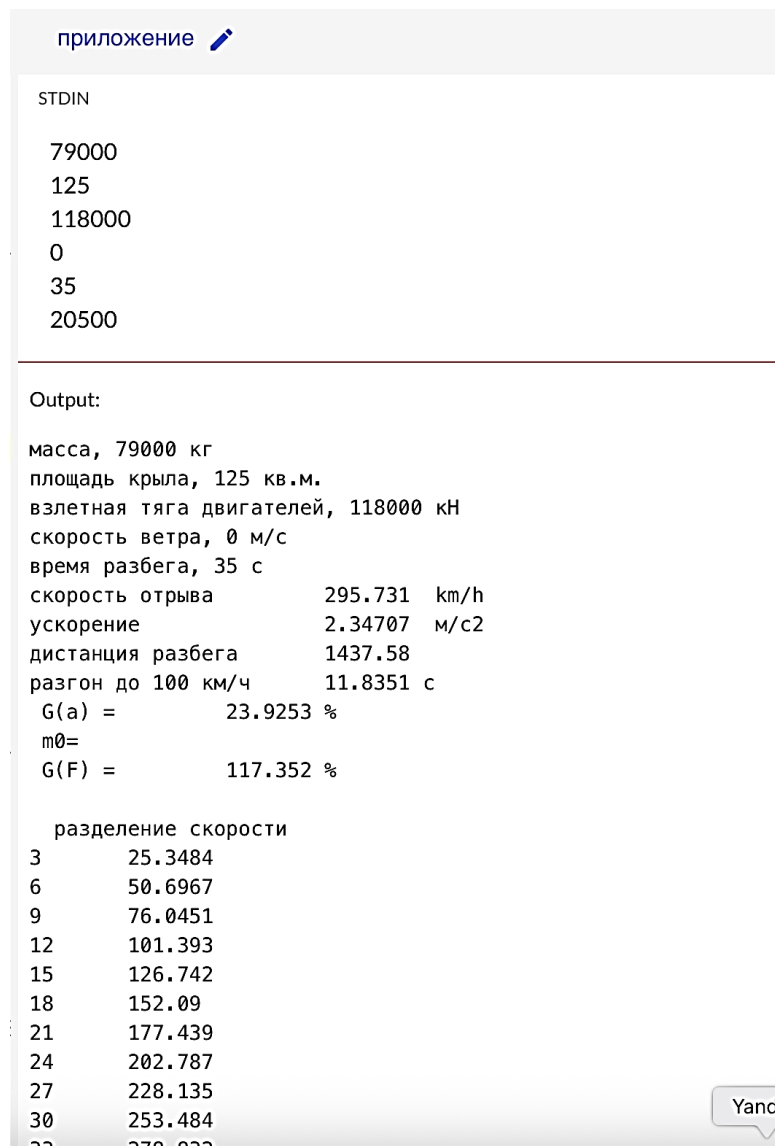 приложение
STDIN
79000
125
118000
0
35
20500
Output:
масса, 79000 кг
площадь крыла, 125 кв.м.
взлетная тяга двигателей, 118000 кН
скорость ветра, 0 м/с
время разбега, 35 с
скорость отрыва 295.731 km/h
ускорение 2.34707 м/с2
дистанция разбега 1437.58
разгон до 100 км/ч 11.8351 с
G(a) = 23.9253 %
m0=
G(F) = 117.352 %
разделение скорости
3 25.3484
6 50.6967
9 76.0451
12 101.393
15 126.742
18 152.09
21 177.439
24 202.787
27 228.135
30 253.484
Yand